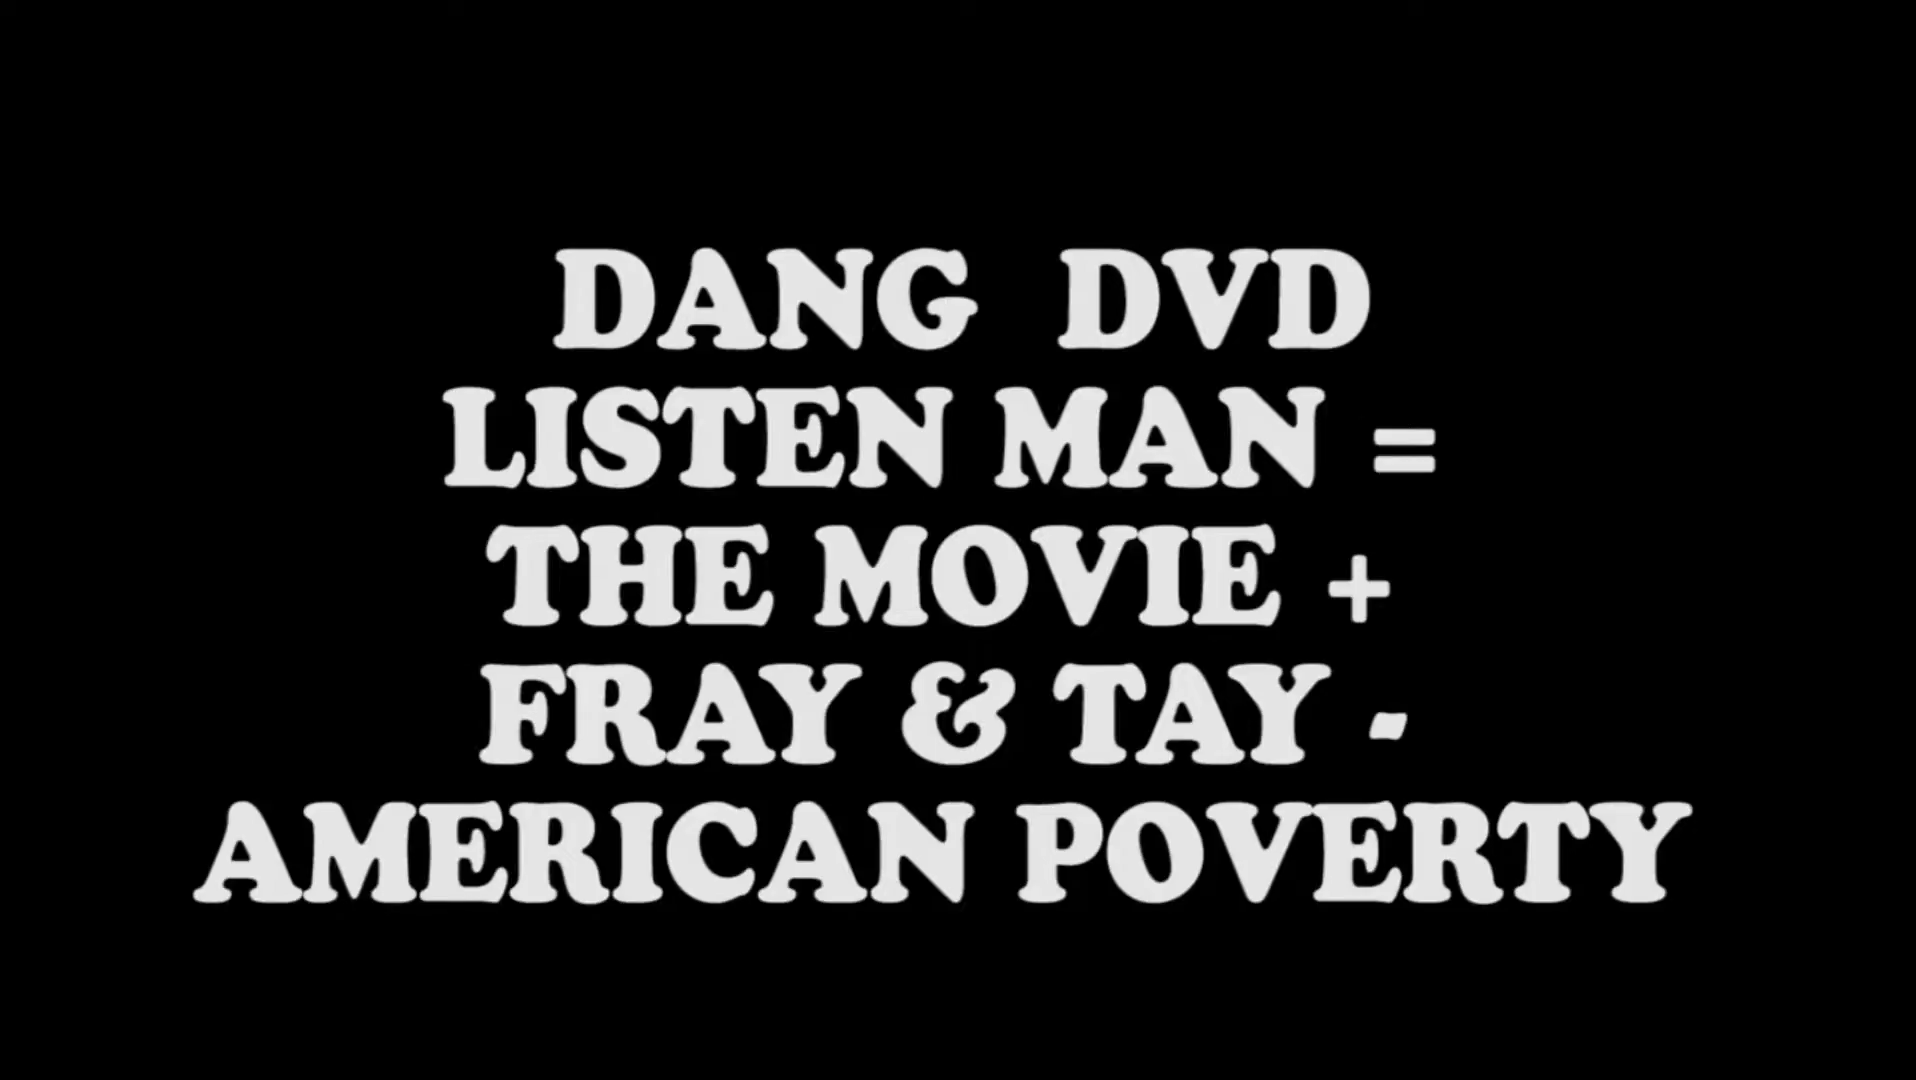 DANG  DVD
LISTEN MAN =
THE MOVIE +
FRAY & TAY -
AMERICAN POVERTY